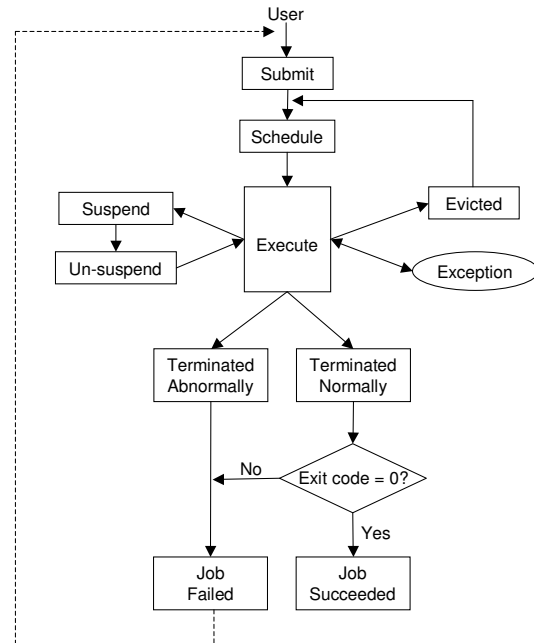 User
Submit
Schedule
Suspend
Evicted
Execute
Un-suspend
Exception
Terminated
Abnormally
Terminated
Normally
No
Exit code = 0?
Yes
Job
Failed
Job
Succeeded